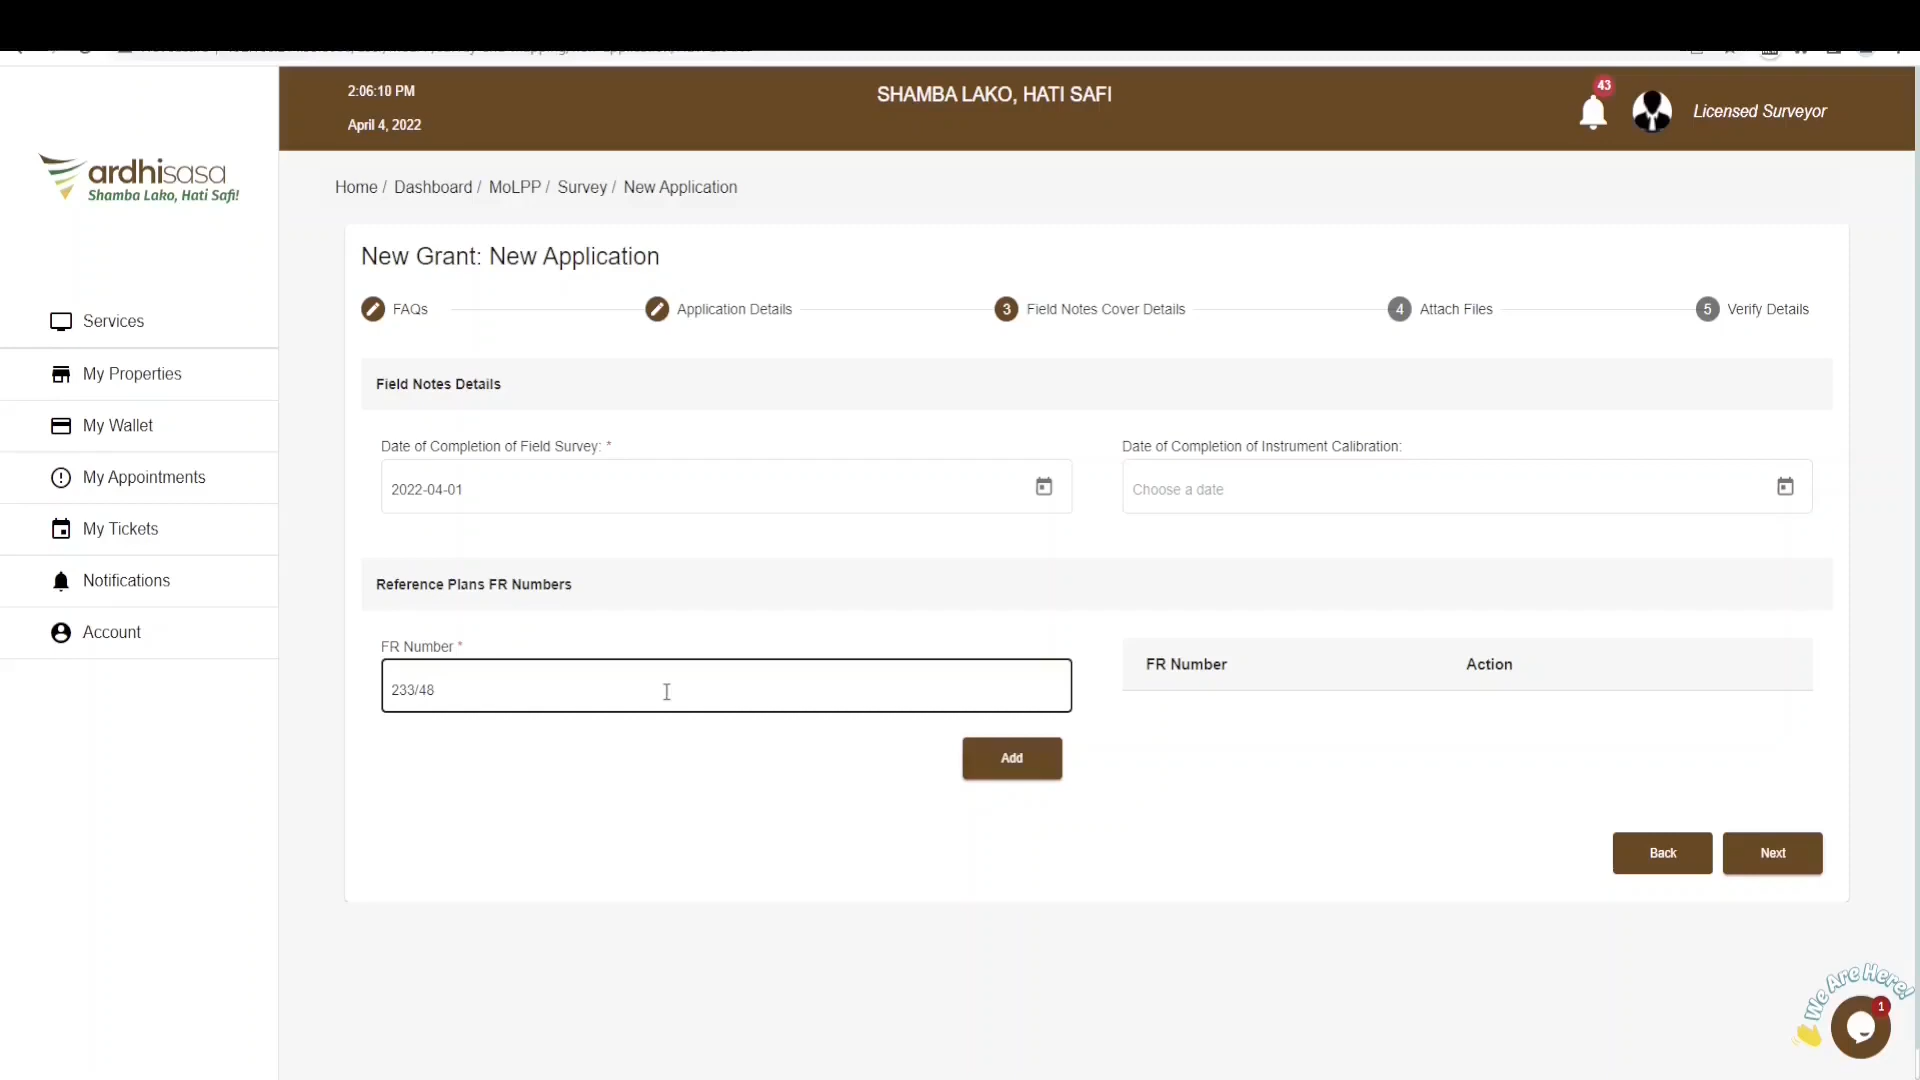 2:06:10 PM
April 4, 2022
SHAMBA LAKO, HATI SAFI
43
Licensed Surveyor
ardhisasa
Shamba Lako, Hati Safi!
Home / Dashboard / MoLPP / Survey / New Application
Services
My Properties
My Wallet
My Appointments
My Tickets
Notifications
Account
New Grant: New Application
FAQs
Application Details
3 Field Notes Cover Details
4 Attach Files
5 Verify Details
Field Notes Details
Date of Completion of Field Survey: *
2022-04-01
Date of Completion of Instrument Calibration:
Choose a date
Reference Plans FR Numbers
FR Number *
233/48
FR Number Action
Add
Back
Next
We Are Here!
1